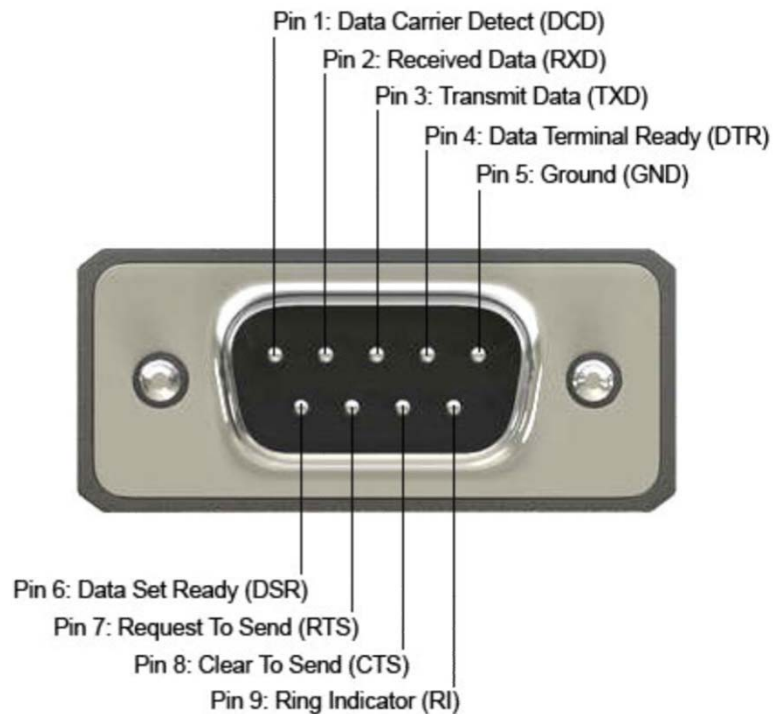 Pin 1: Data Carrier Detect (DCD)
Pin 2: Received Data (RXD)
Pin 3: Transmit Data (TXD)
Pin 4: Data Terminal Ready (DTR)
Pin 5: Ground (GND)
Pin 6: Data Set Ready (DSR)
Pin 7: Request To Send (RTS)
Pin 8: Clear To Send (CTS)
Pin 9: Ring Indicator (RI)